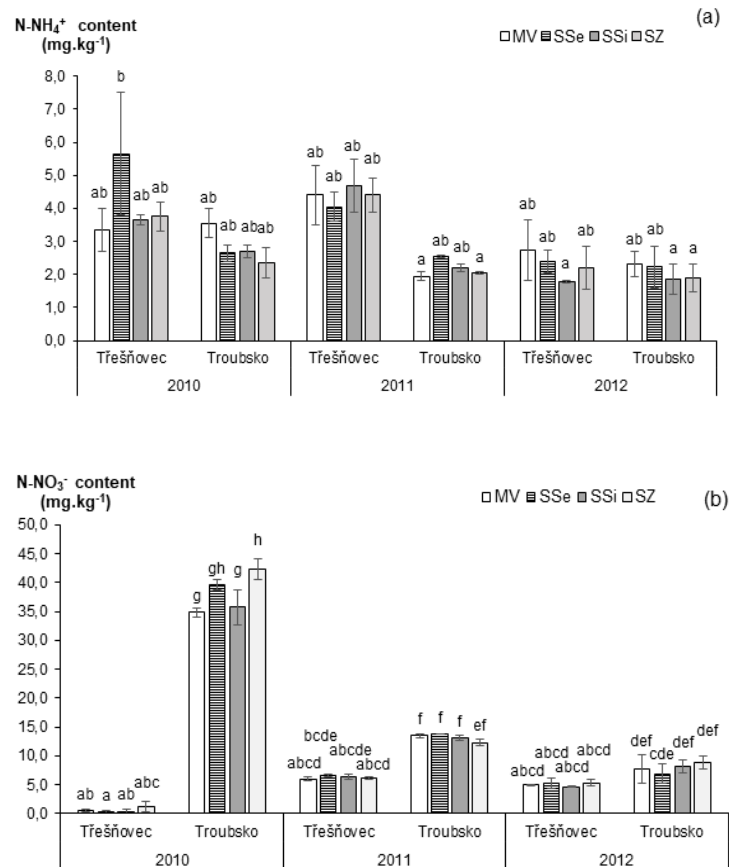 (a)
N-NH₄⁺ content
(mg.kg⁻¹)
MV SSe SSi SZ
8,0
7,0
6,0
5,0
4,0
3,0
2,0
1,0
0,0
ab b ab ab ab ab ab ab ab ab ab ab a ab ab a ab ab a ab ab ab a a
Třešňovec Troubsko Třešňovec Troubsko Třešňovec Troubsko
2010 2011 2012
N-NO₃⁻ content
(mg.kg⁻¹)
MV SSe SSi SZ (b)
50,0
45,0
40,0
35,0
30,0
25,0
20,0
15,0
10,0
5,0
0,0
ab a ab abc g gh g h abcd bcde abcde abcd f f f ef abcd abcd abcd abcd def cde def def
Třešňovec Troubsko Třešňovec Troubsko Třešňovec Troubsko
2010 2011 2012